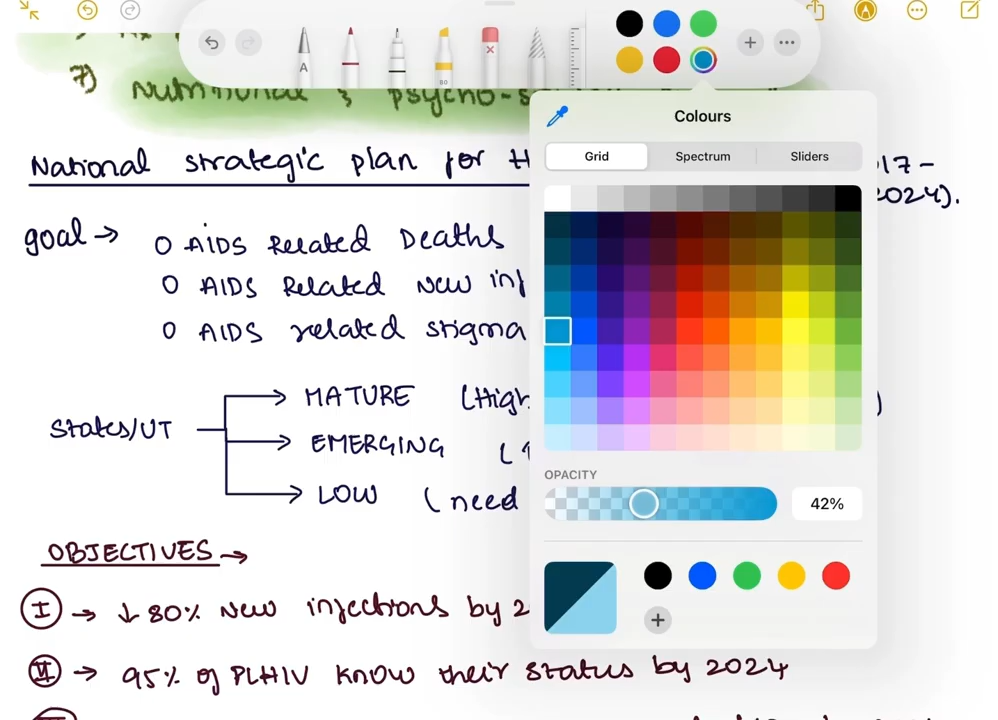 7) Nutritional & psycho-
Colours
Grid Spectrum Sliders
National strategic plan for 17-
2024).
goal → 0 AIDS Related Deaths
0 AIDS Related New inf
0 AIDS related stigma
States/UT
MATURE (High )
EMERGING (
LOW (need
OPACITY
42%
OBJECTIVES →
I → ↓ 80% New infections by 2
II → 95% of PLHIV know their status by 2024
A
80